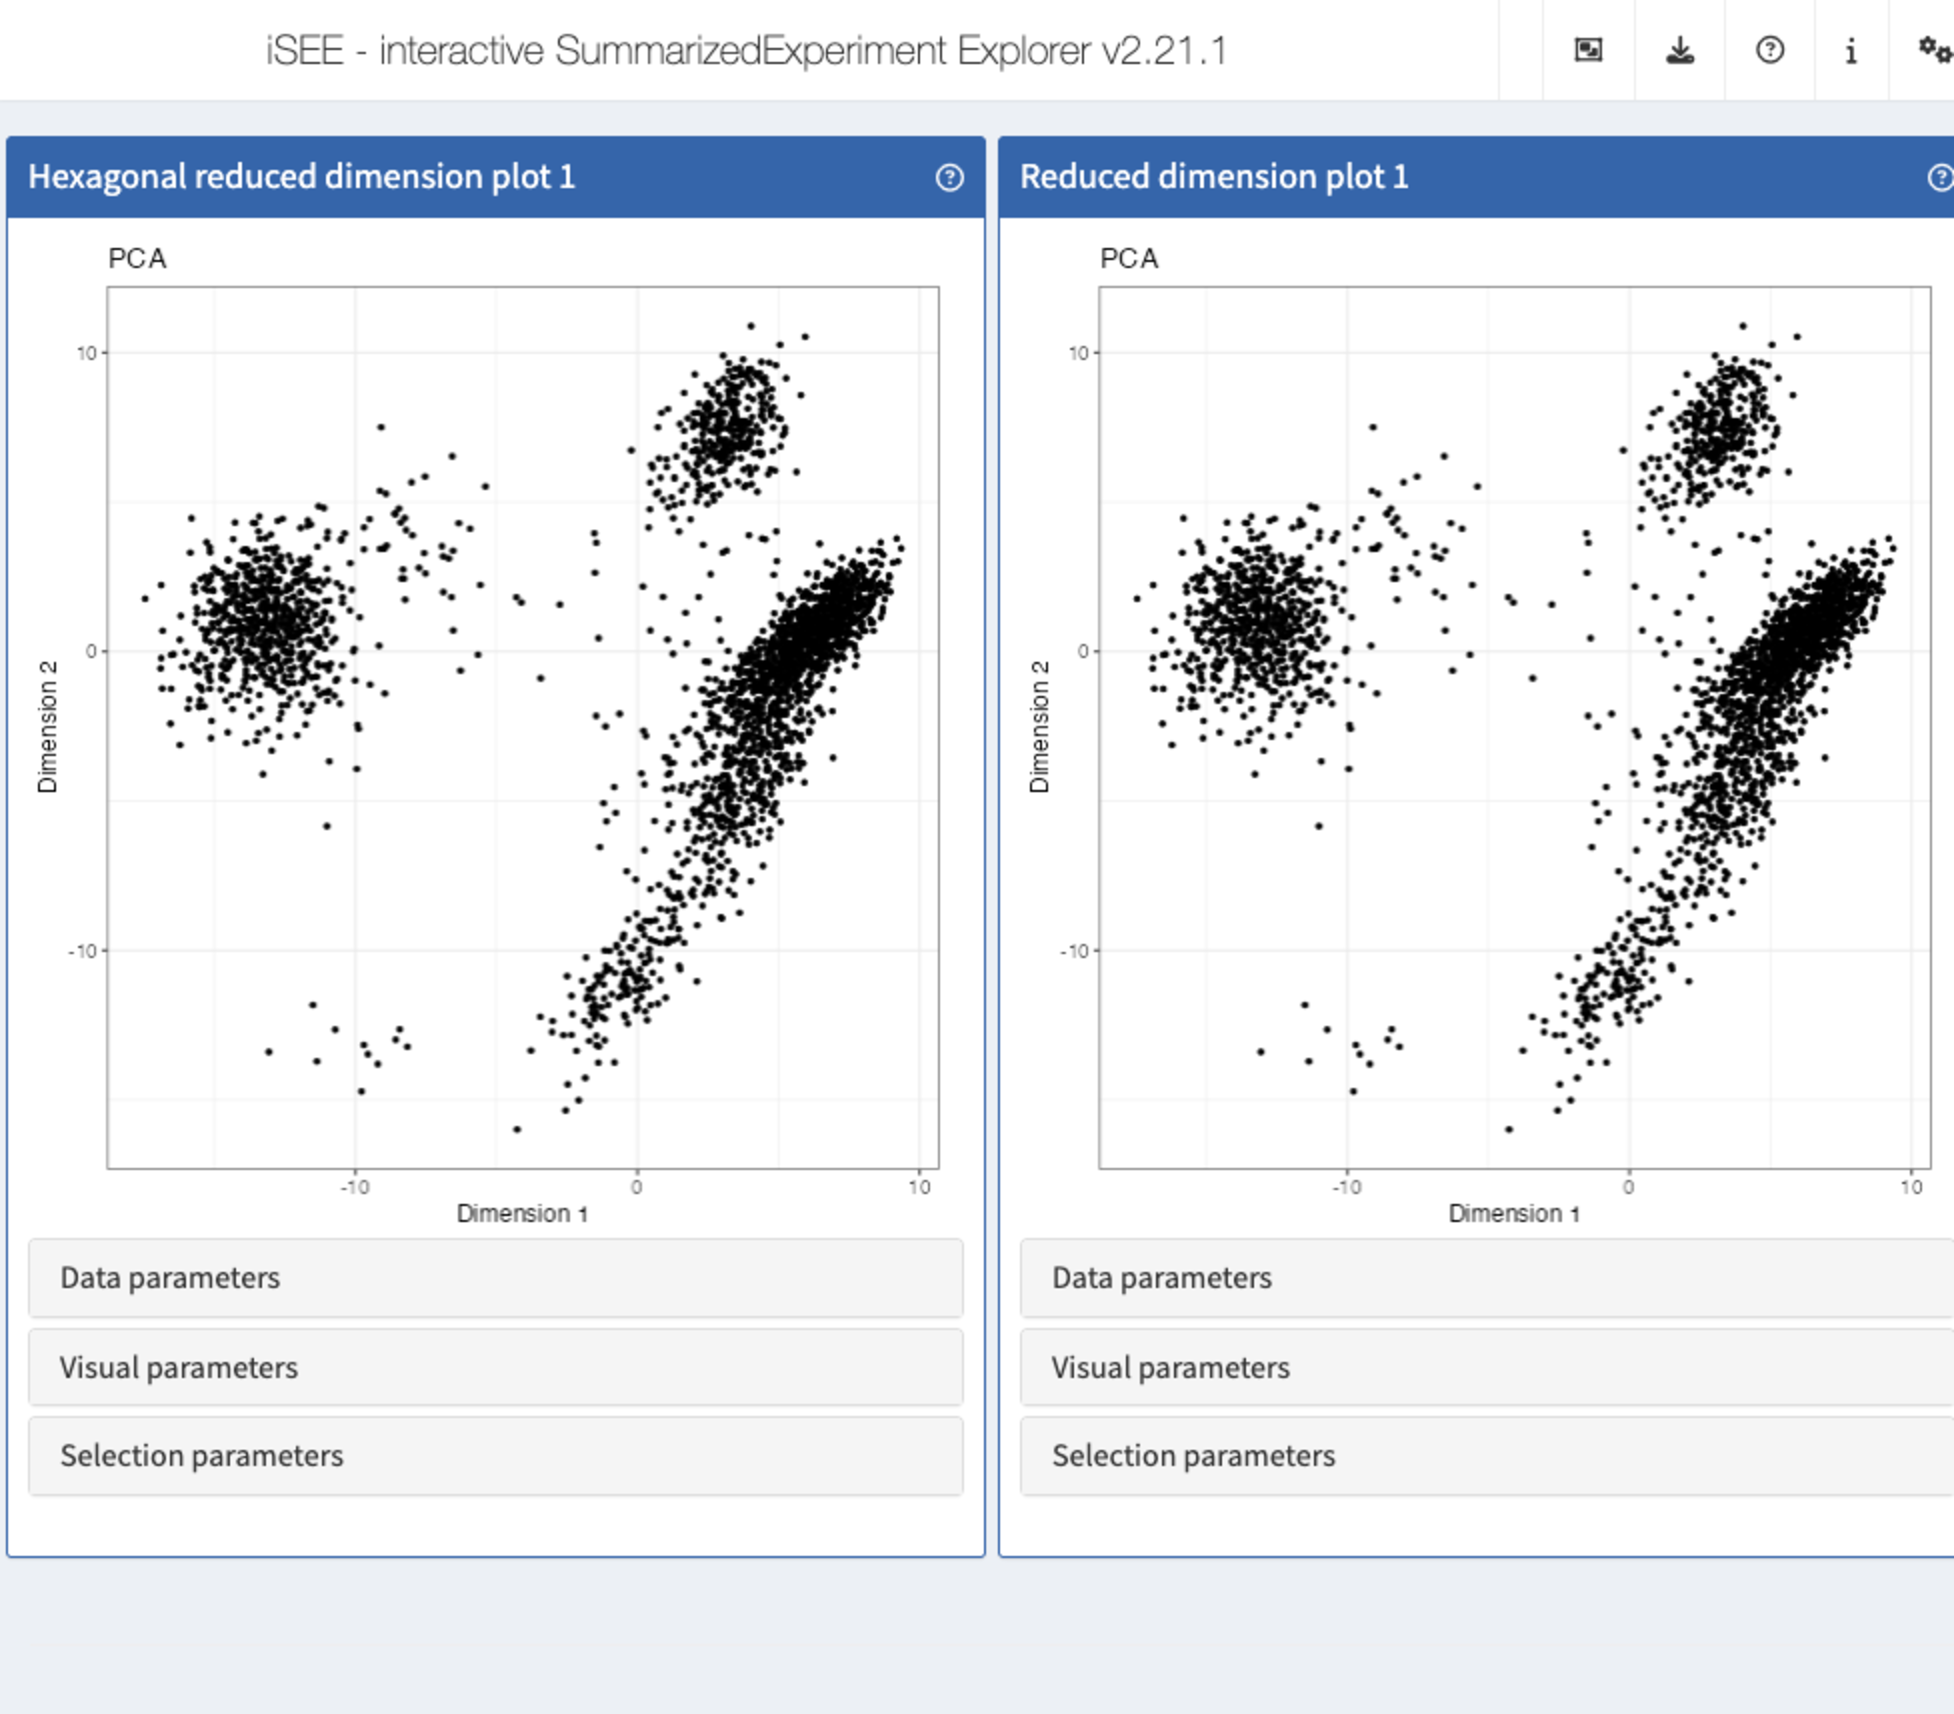 iSEE - interactive SummarizedExperiment Explorer v2.21.1
Hexagonal reduced dimension plot 1
PCA
10
0
-10
Dimension 2
-10 0 10
Dimension 1
Data parameters
Visual parameters
Selection parameters
Reduced dimension plot 1
PCA
10
0
-10
Dimension 2
-10 0 10
Dimension 1
Data parameters
Visual parameters
Selection parameters